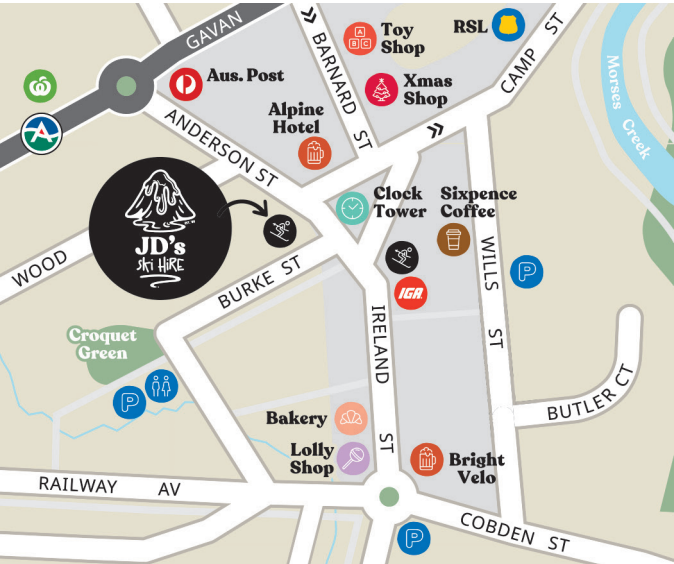 GAVAN
BARNARD ST
Toy
Shop
A
B C
RSL
CAMP ST
Morses Creek
Aus. Post
Xmas
Shop
Alpine
Hotel
ANDERSON ST
A
JD's
Ski HiRE
Clock
Tower
Sixpence
Coffee
WOOD
BURKE ST
IGA
WILLS ST
P
IRELAND ST
Croquet
Green
P
BUTLER CT
Bakery
Lolly
Shop
Bright
Velo
RAILWAY AV
COBDEN ST
P